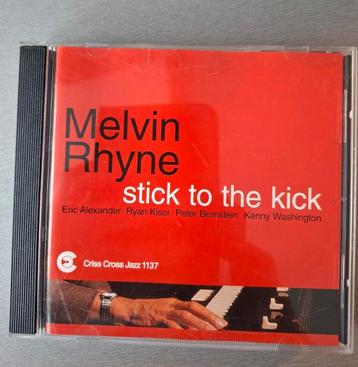 Melvin
Rhyne
stick to the kick
Eric Alexander Ryan Kisor Peter Bernstein Kenny Washington
Criss Cross Jazz 1137